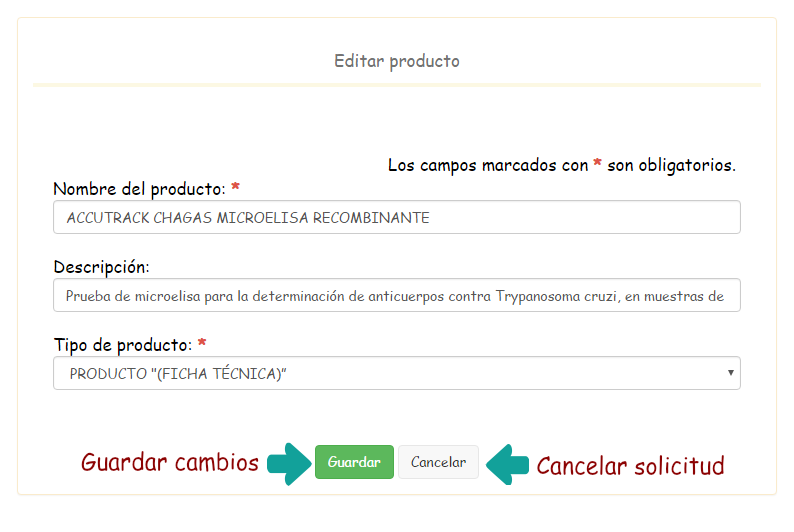 Editar producto
Los campos marcados con * son obligatorios.
Nombre del producto: *
ACCUTRACK CHAGAS MICROELISA RECOMBINANTE
Descripción:
Prueba de microelisa para la determinación de anticuerpos contra Trypanosoma cruzi, en muestras de
Tipo de producto: *
PRODUCTO "(FICHA TÉCNICA)"
Guardar cambios Guardar Cancelar Cancelar solicitud